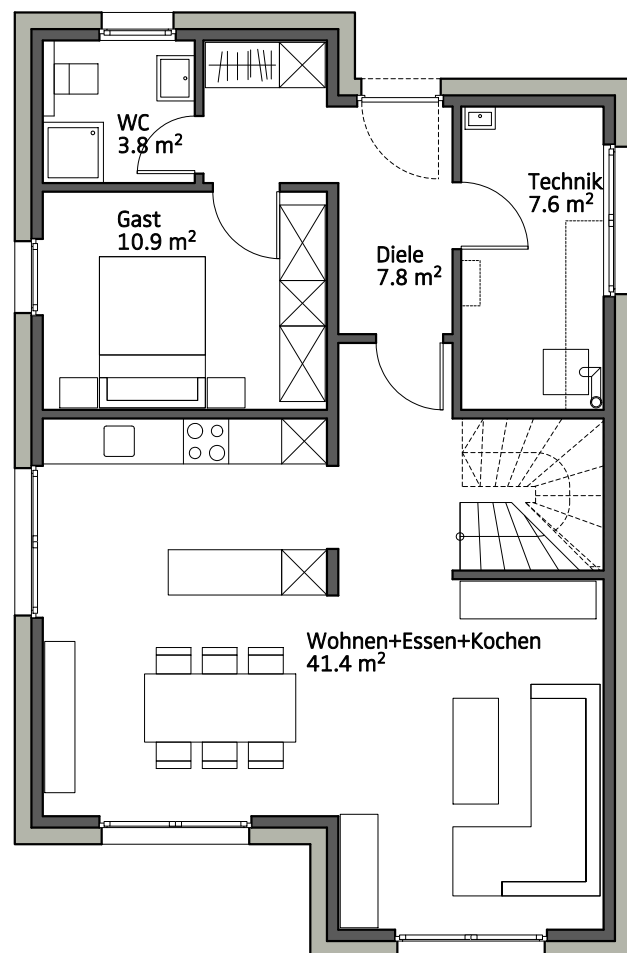 WC
3.8 m²
Technik
7.6 m²
Gast
10.9 m²
Diele
7.8 m²
Wohnen+Essen+Kochen
41.4 m²